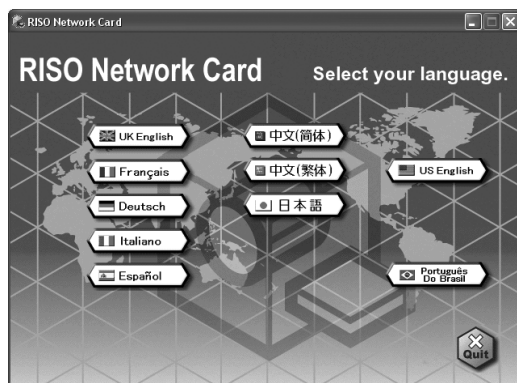 RISO Network Card
RISO Network Card
Select your language.
UK English
Français
Deutsch
Italiano
Español
中文(简体)
中文(繁体)
日本語
US English
Português
Do Brasil
Quit